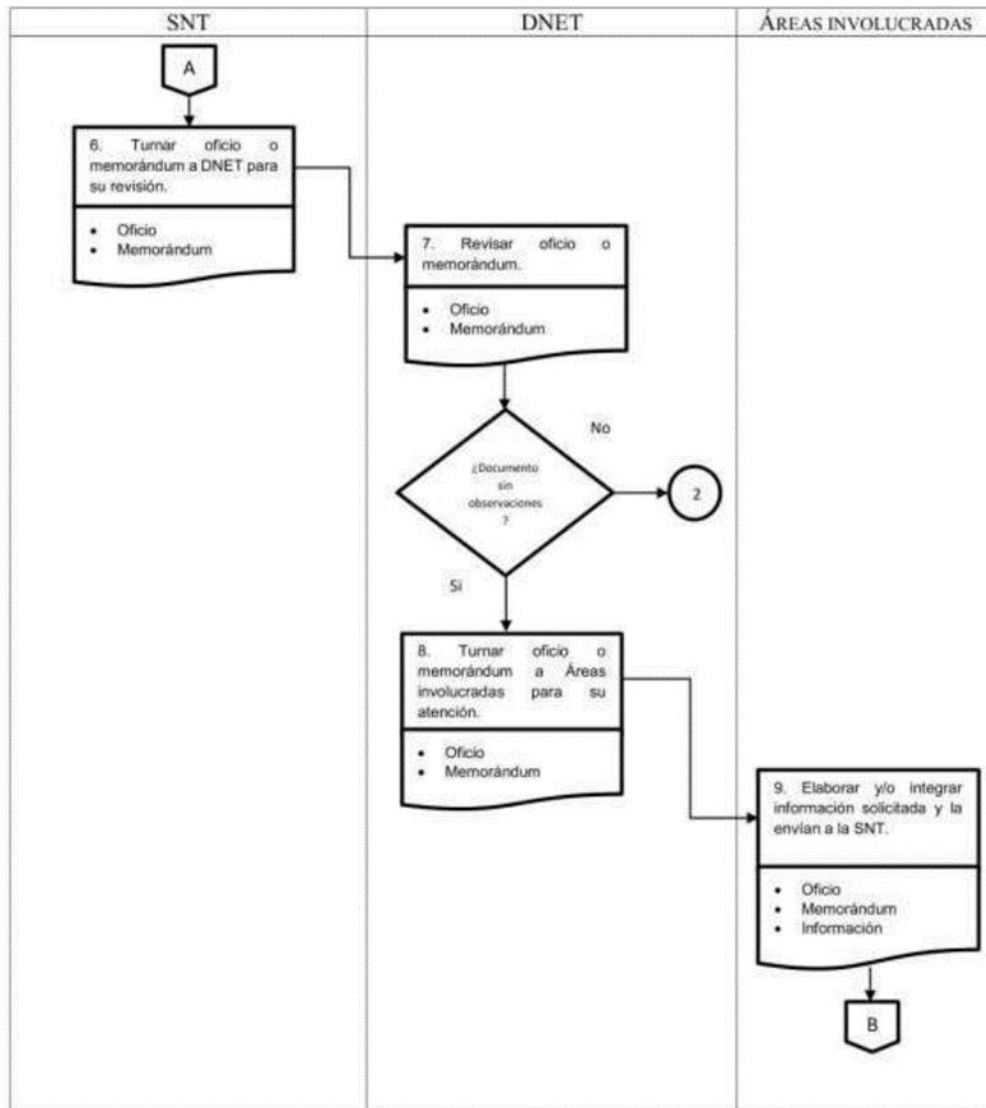 SNT
DNET
ÁREAS INVOLUCRADAS
A
6. Turnar oficio o
memorándum a DNET para
su revisión.
• Oficio
• Memorándum
7. Revisar oficio o
memorándum.
• Oficio
• Memorándum
¿Documento
sin
observaciones
?
No
2
Si
8. Turnar oficio o
memorándum a Áreas
involucradas para su
atención.
• Oficio
• Memorándum
9. Elaborar y/o integrar
información solicitada y la
envían a la SNT.
• Oficio
• Memorándum
• Información
B